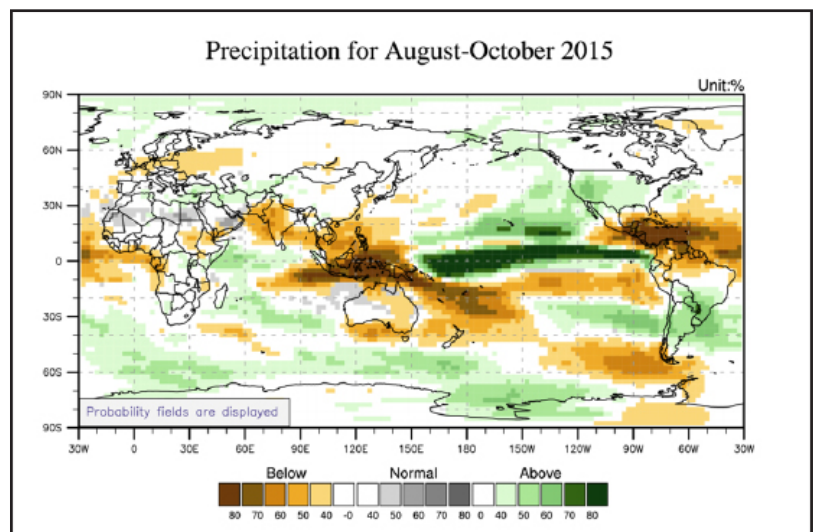 Precipitation for August-October 2015
Unit:%
90N
60N
30N
0
30S
60S
90S
Probability fields are displayed
30W 0 30E 60E 90E 120E 150E 180 150W 120W 90W 60W 30W
Below Normal Above
80 70 60 50 40 -0 40 50 60 70 80 0 40 50 60 70 80